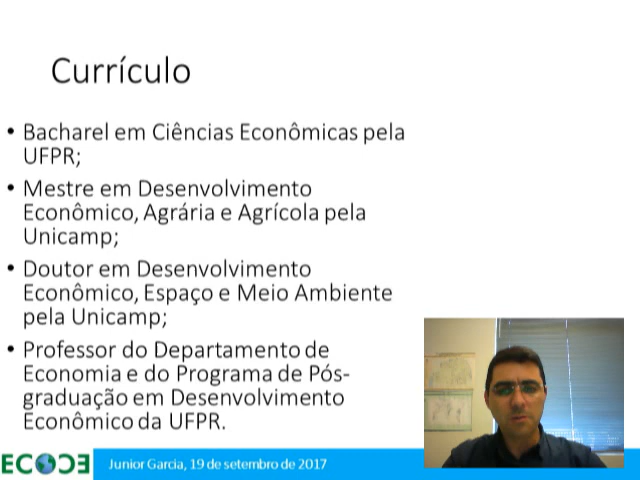 Currículo
• Bacharel em Ciências Econômicas pela
UFPR;
• Mestre em Desenvolvimento
Econômico, Agrária e Agrícola pela
Unicamp;
• Doutor em Desenvolvimento
Econômico, Espaço e Meio Ambiente
pela Unicamp;
• Professor do Departamento de
Economia e do Programa de Pós-
graduação em Desenvolvimento
Econômico da UFPR.
Junior Garcia, 19 de setembro de 2017